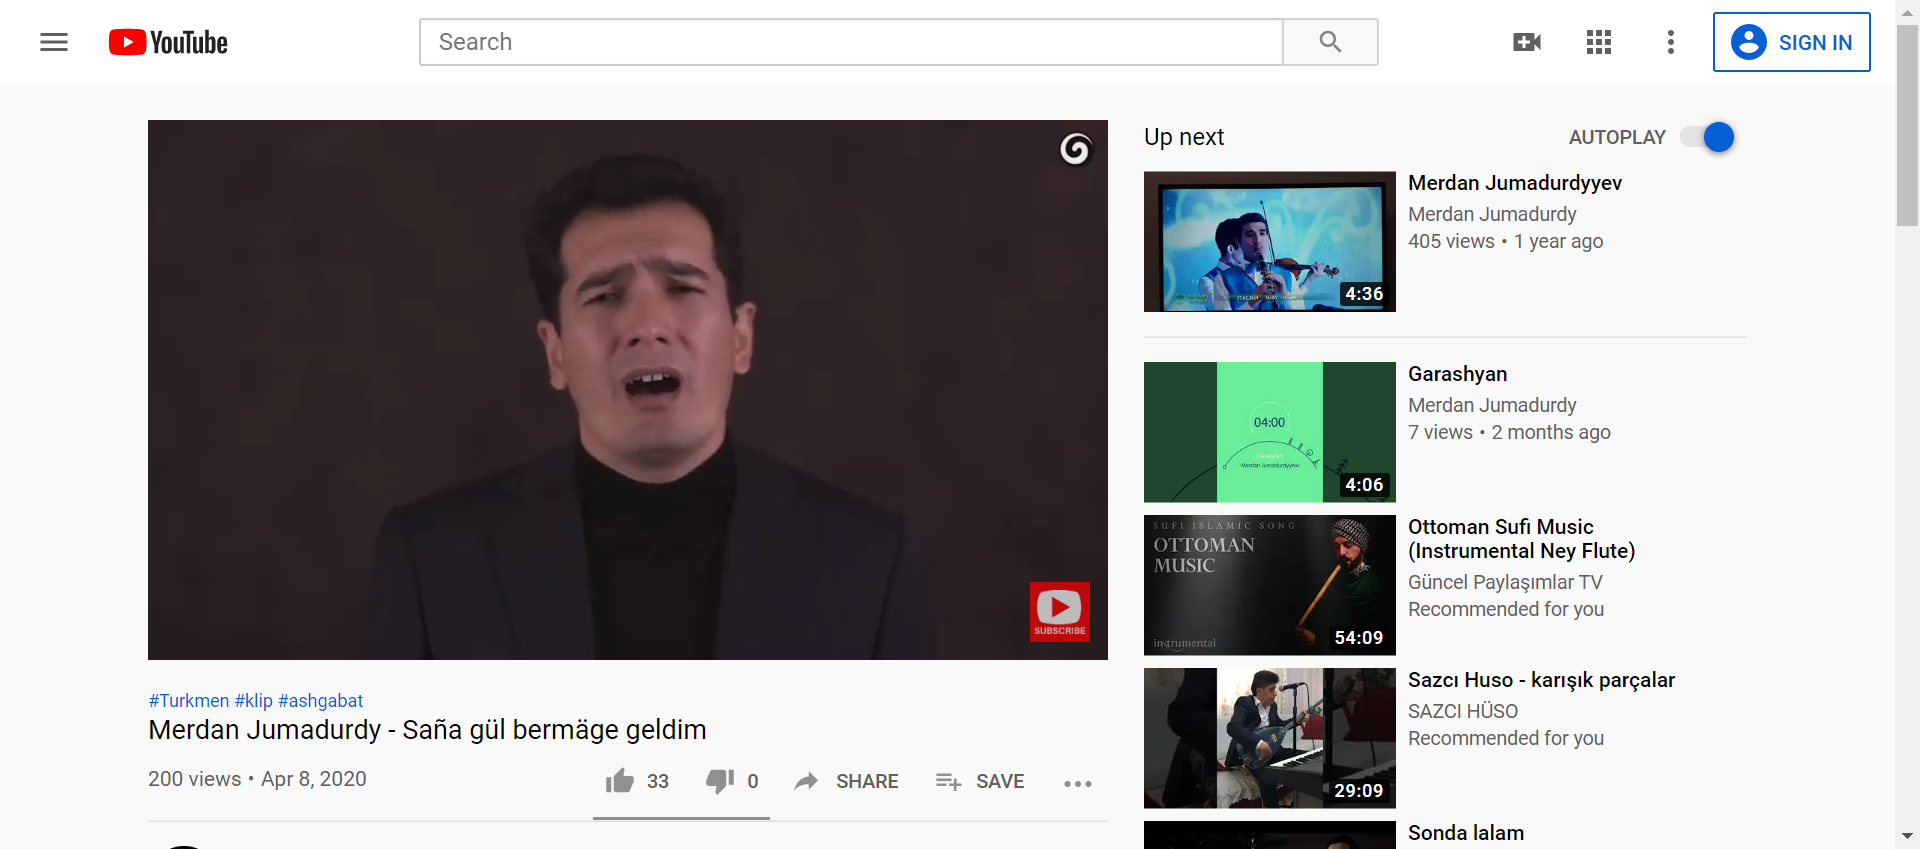 YouTube
Search
SIGN IN
SUBSCRIBE
#Turkmen #klip #ashgabat
Merdan Jumadurdy - Saña gül bermäge geldim
200 views • Apr 8, 2020
33
0
SHARE
SAVE
Up next
AUTOPLAY
4:36
Merdan Jumadurdyyev
Merdan Jumadurdy
405 views • 1 year ago
04:00
Merdan Jumadurdyyew
4:06
Garashyan
Merdan Jumadurdy
7 views • 2 months ago
SUFI ISLAMIC SONG
OTTOMAN
MUSIC
instrumental
54:09
Ottoman Sufi Music
(Instrumental Ney Flute)
Güncel Paylaşımlar TV
Recommended for you
29:09
Sazcı Huso - karışık parçalar
SAZCI HÜSO
Recommended for you
Sonda lalam